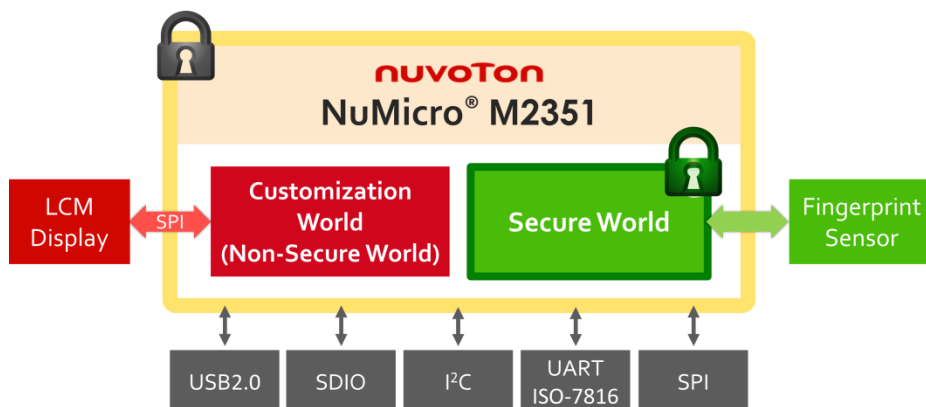 nuvoTon
NuMicro® M2351
LCM
Display
SPI
Customization
World
(Non-Secure World)
Secure World
Fingerprint
Sensor
USB2.0
SDIO
I²C
UART
ISO-7816
SPI